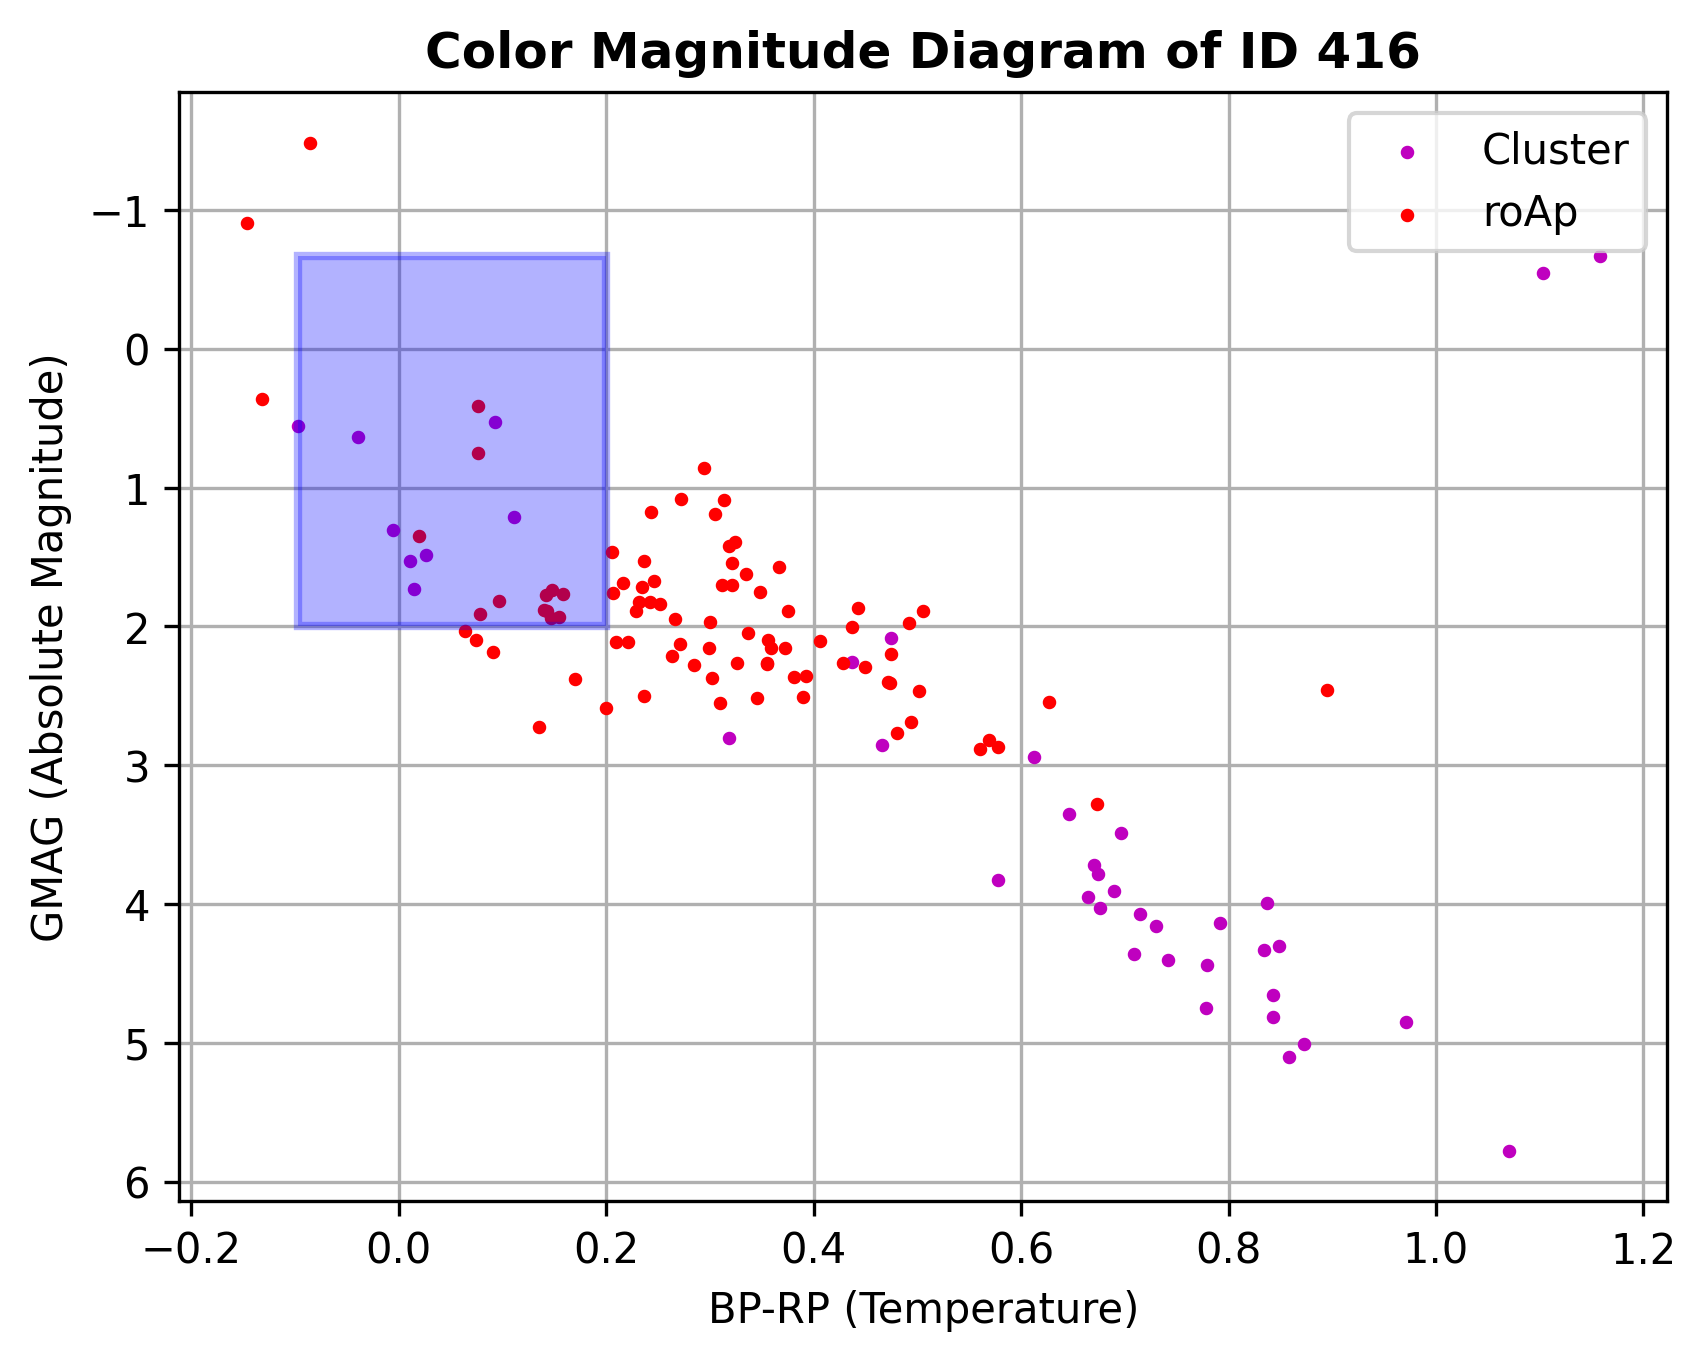 Color Magnitude Diagram of ID 416
Cluster
roAp
−1
0
1
2
3
4
5
6
GMAG (Absolute Magnitude)
−0.2 0.0 0.2 0.4 0.6 0.8 1.0 1.2
BP-RP (Temperature)